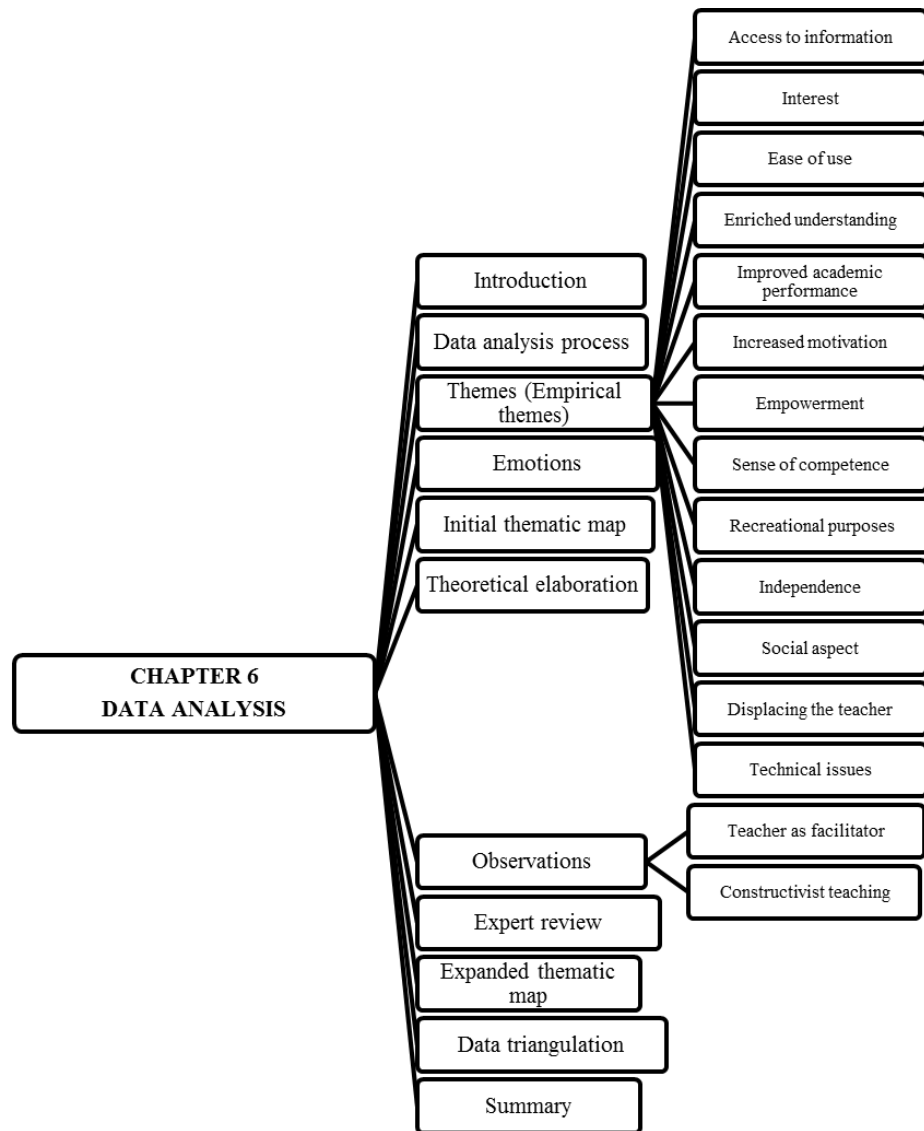 CHAPTER 6
DATA ANALYSIS
Introduction
Data analysis process
Themes (Empirical
themes)
Access to information
Interest
Ease of use
Enriched understanding
Improved academic
performance
Increased motivation
Empowerment
Sense of competence
Recreational purposes
Independence
Social aspect
Displacing the teacher
Technical issues
Emotions
Initial thematic map
Theoretical elaboration
Observations
Teacher as facilitator
Constructivist teaching
Expert review
Expanded thematic
map
Data triangulation
Summary